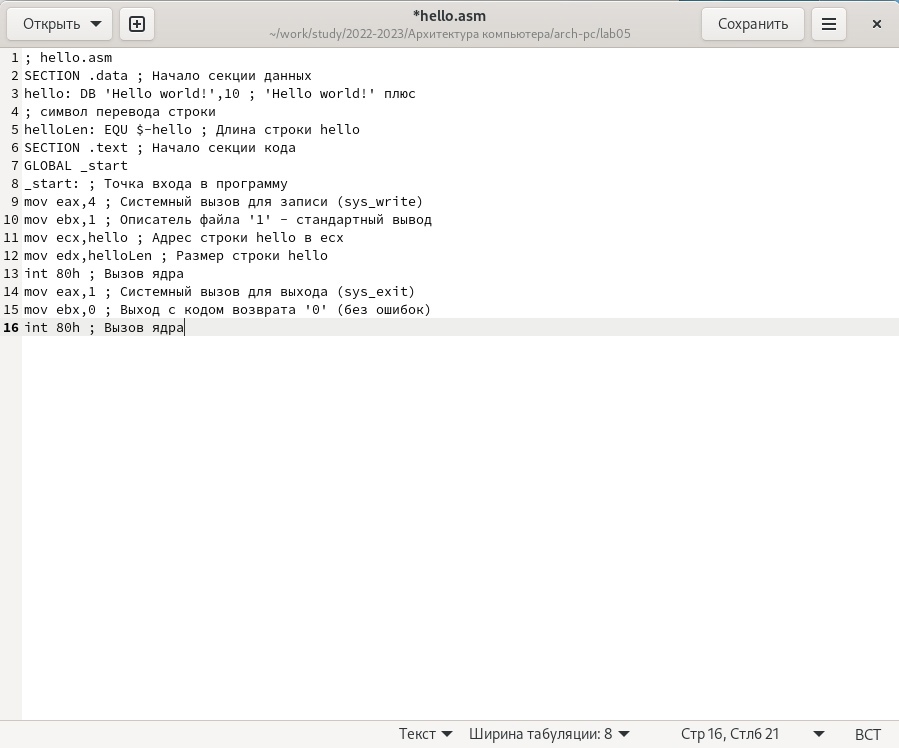 Открыть
*hello.asm
~/work/study/2022-2023/Архитектура компьютера/arch-pc/lab05
Сохранить
1 ; hello.asm
2 SECTION .data ; Начало секции данных
3 hello: DB 'Hello world!',10 ; 'Hello world!' плюс
4 ; символ перевода строки
5 helloLen: EQU $-hello ; Длина строки hello
6 SECTION .text ; Начало секции кода
7 GLOBAL _start
8 _start: ; Точка входа в программу
9 mov eax,4 ; Системный вызов для записи (sys_write)
10 mov ebx,1 ; Описатель файла '1' - стандартный вывод
11 mov ecx,hello ; Адрес строки hello в ecx
12 mov edx,helloLen ; Размер строки hello
13 int 80h ; Вызов ядра
14 mov eax,1 ; Системный вызов для выхода (sys_exit)
15 mov ebx,0 ; Выход с кодом возврата '0' (без ошибок)
16 int 80h ; Вызов ядра
Текст Ширина табуляции: 8 Стр 16, Стлб 21 ВСТ